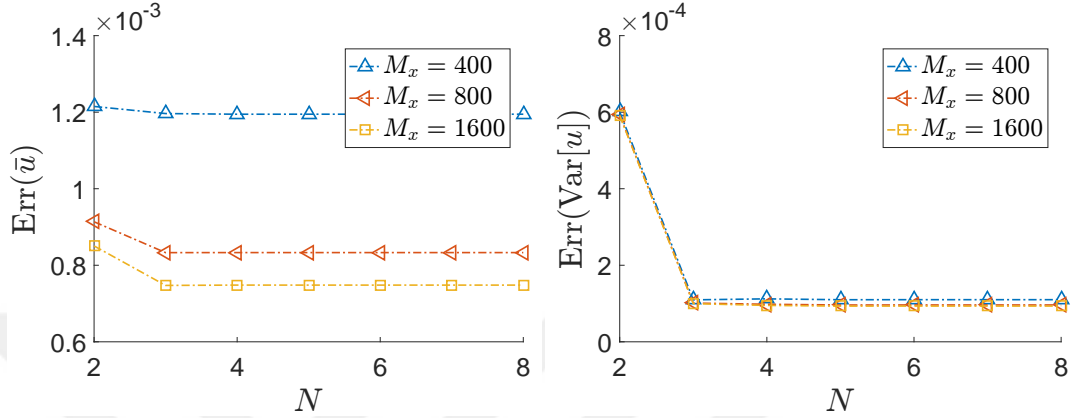 ×10⁻³
1.4
1.2
1
0.8
0.6
2
4
6
8
N
Err(ū)
M_x = 400
M_x = 800
M_x = 1600
×10⁻⁴
8
6
4
2
0
2
4
6
8
N
Err(Var[u])
M_x = 400
M_x = 800
M_x = 1600